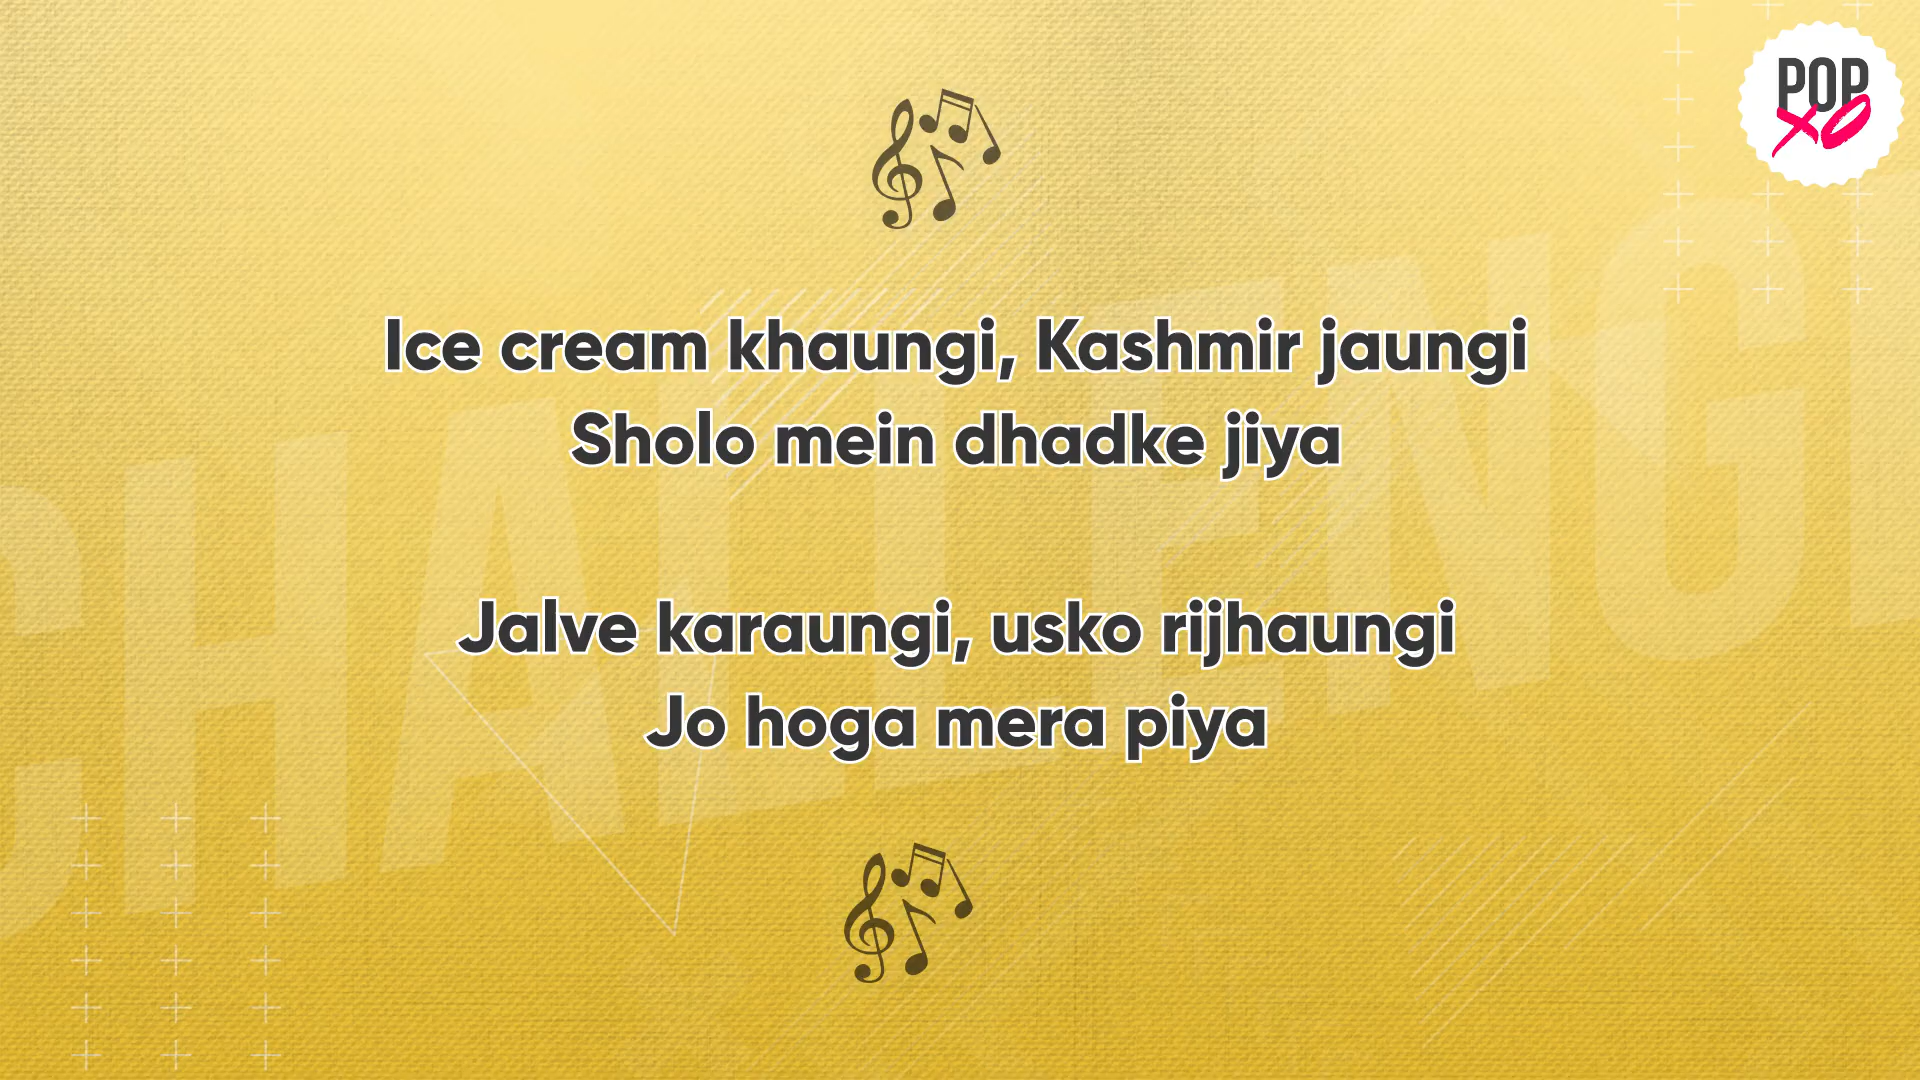 POP
XO
Ice cream khaungi, Kashmir jaungi
Sholo mein dhadke jiya
CHALLENGE
Jalve karaungi, usko rijhaungi
Jo hoga mera piya